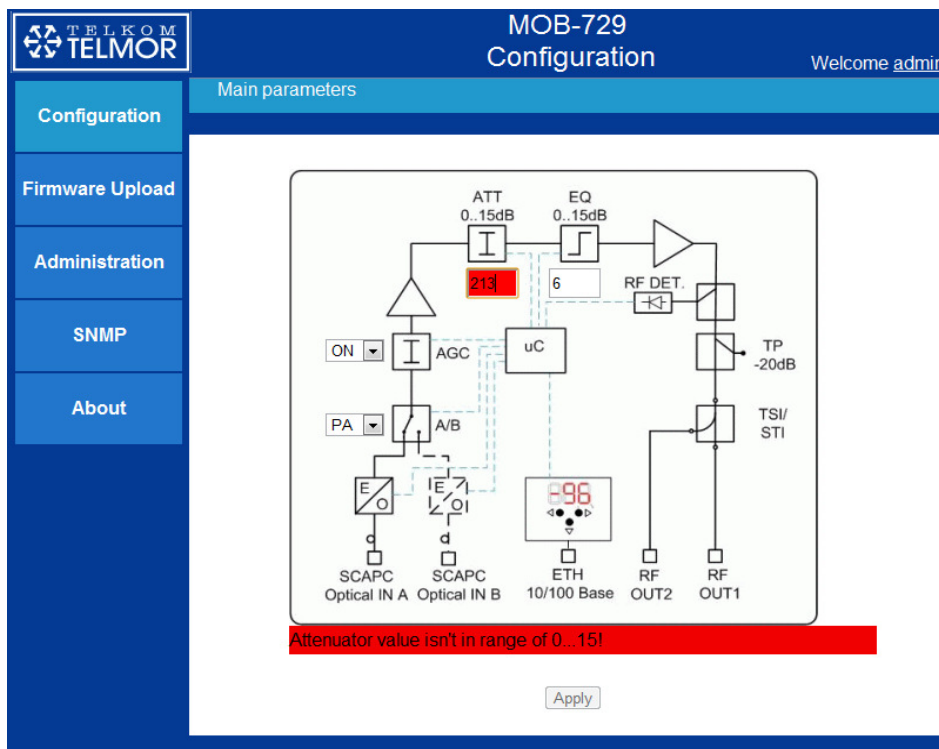 TELKOM
TELMOR
MOB-729
Configuration
Welcome admin
Main parameters
Configuration
Firmware Upload
Administration
SNMP
About
ATT
0..15dB
EQ
0..15dB
213
6
RF DET.
ON
AGC
uC
TP
-20dB
PA
A/B
TSI/
STI
E
O
E
O
-96
SCAPC
Optical IN A
SCAPC
Optical IN B
ETH
10/100 Base
RF
OUT2
RF
OUT1
Attenuator value isn't in range of 0...15!
Apply